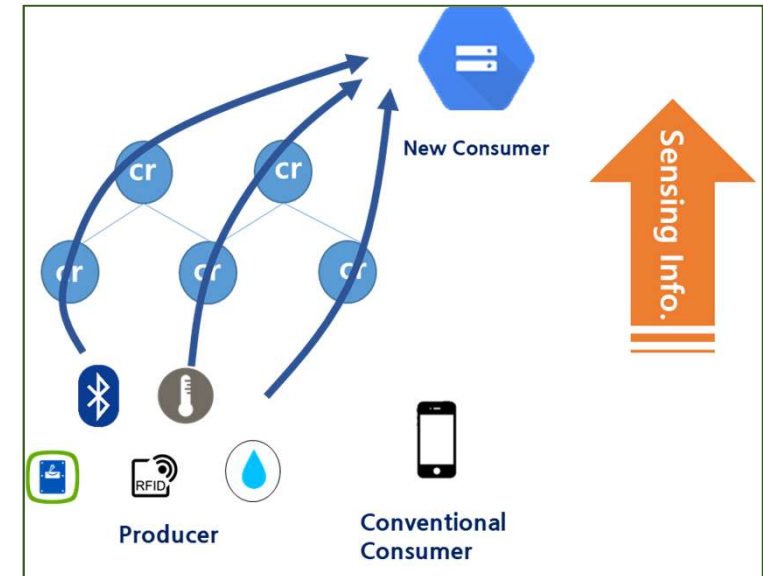 cr
cr
New Consumer
cr
cr
cr
Sensing Info.
RFID
Producer
Conventional
Consumer